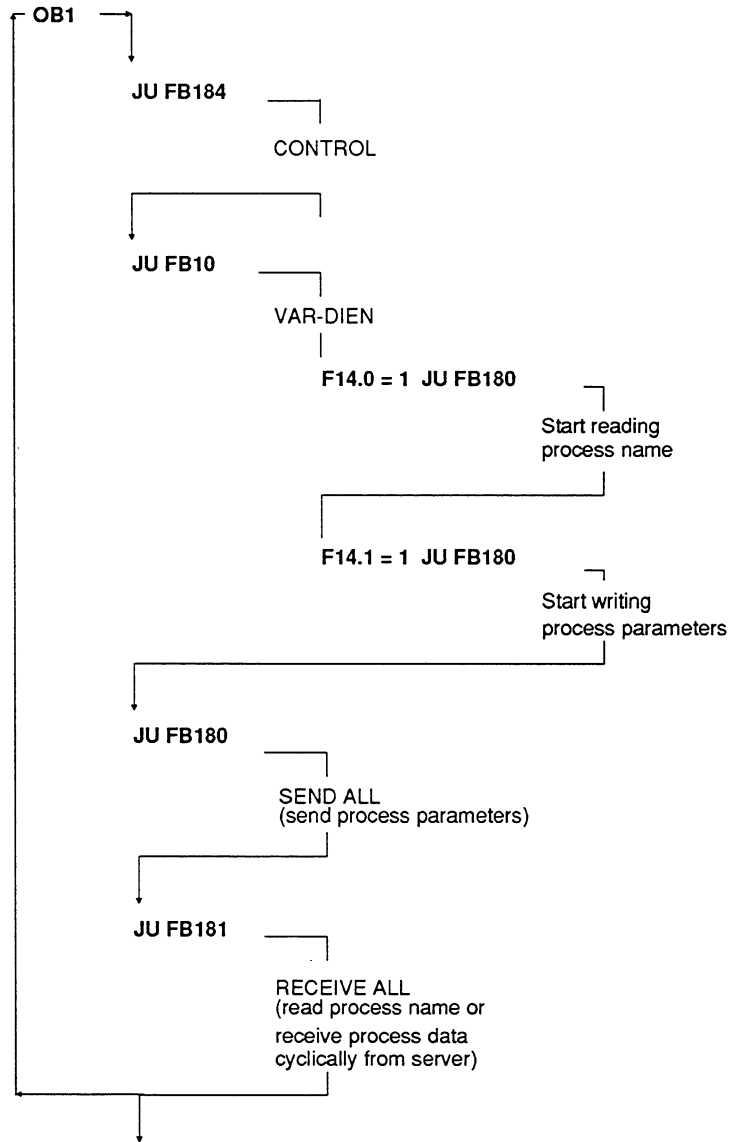 OB1
JU FB184
CONTROL
JU FB10
VAR-DIEN
F14.0 = 1 JU FB180
Start reading
process name
F14.1 = 1 JU FB180
Start writing
process parameters
JU FB180
SEND ALL
(send process parameters)
JU FB181
RECEIVE ALL
(read process name or
receive process data
cyclically from server)